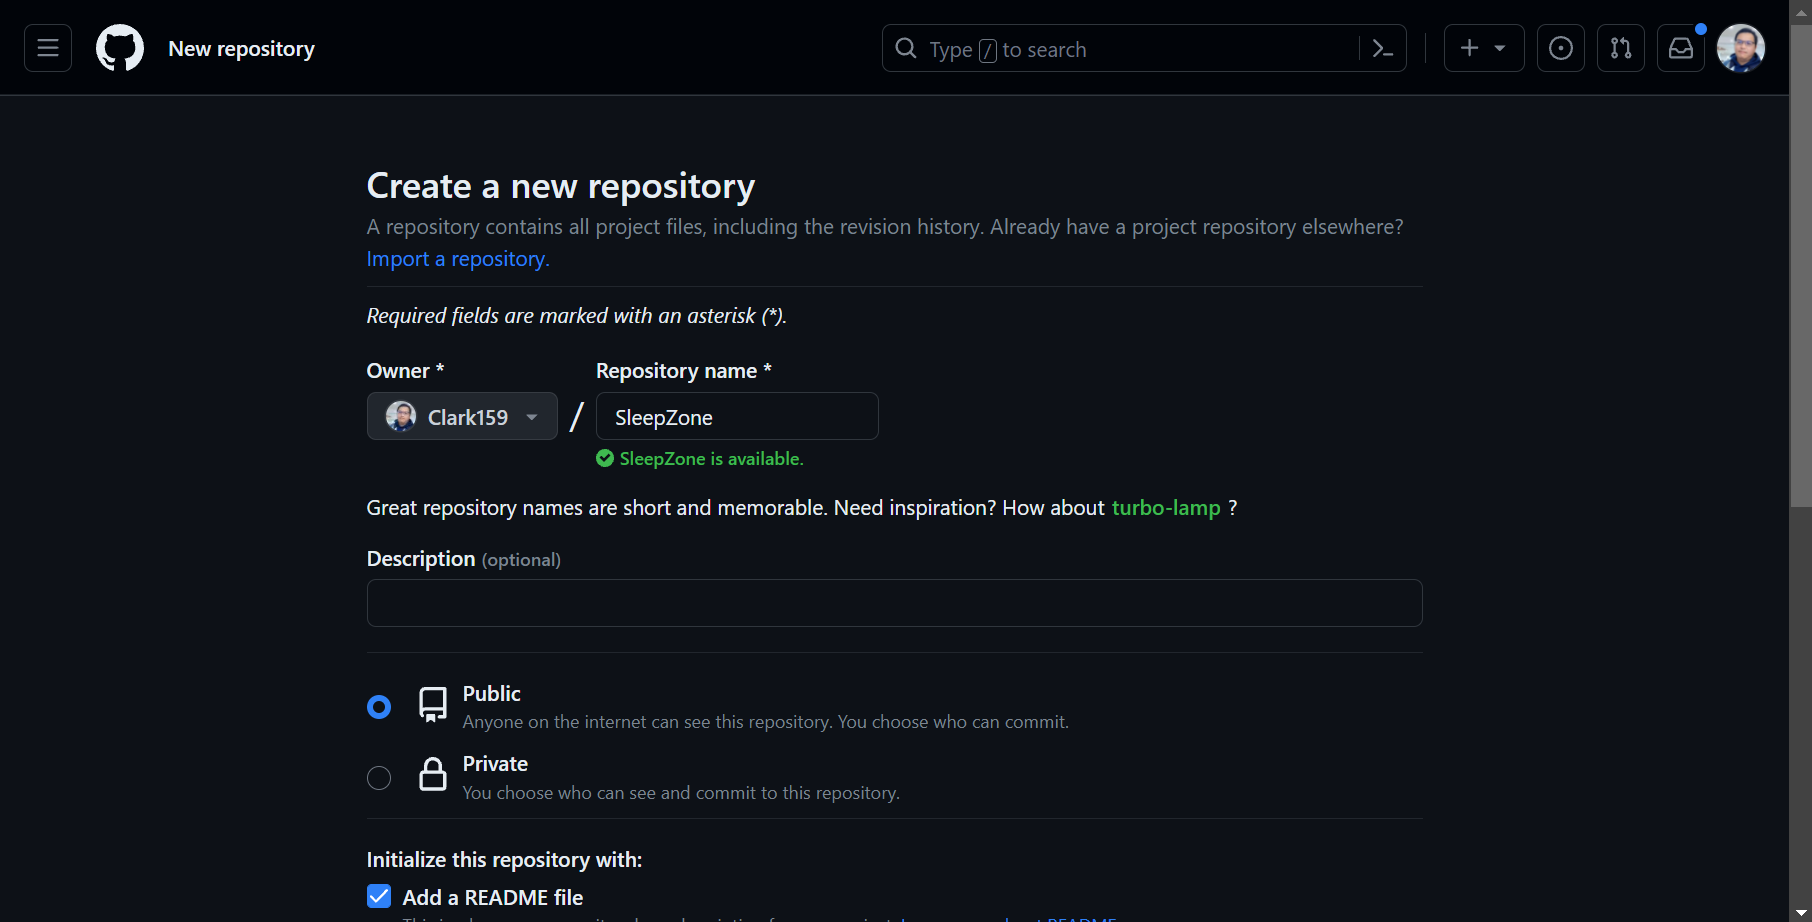 New repository
Type / to search
Create a new repository
A repository contains all project files, including the revision history. Already have a project repository elsewhere?
Import a repository.
Required fields are marked with an asterisk (*).
Owner * Repository name *
Clark159 / SleepZone
SleepZone is available.
Great repository names are short and memorable. Need inspiration? How about turbo-lamp ?
Description (optional)
Public
Anyone on the internet can see this repository. You choose who can commit.
Private
You choose who can see and commit to this repository.
Initialize this repository with:
Add a README file